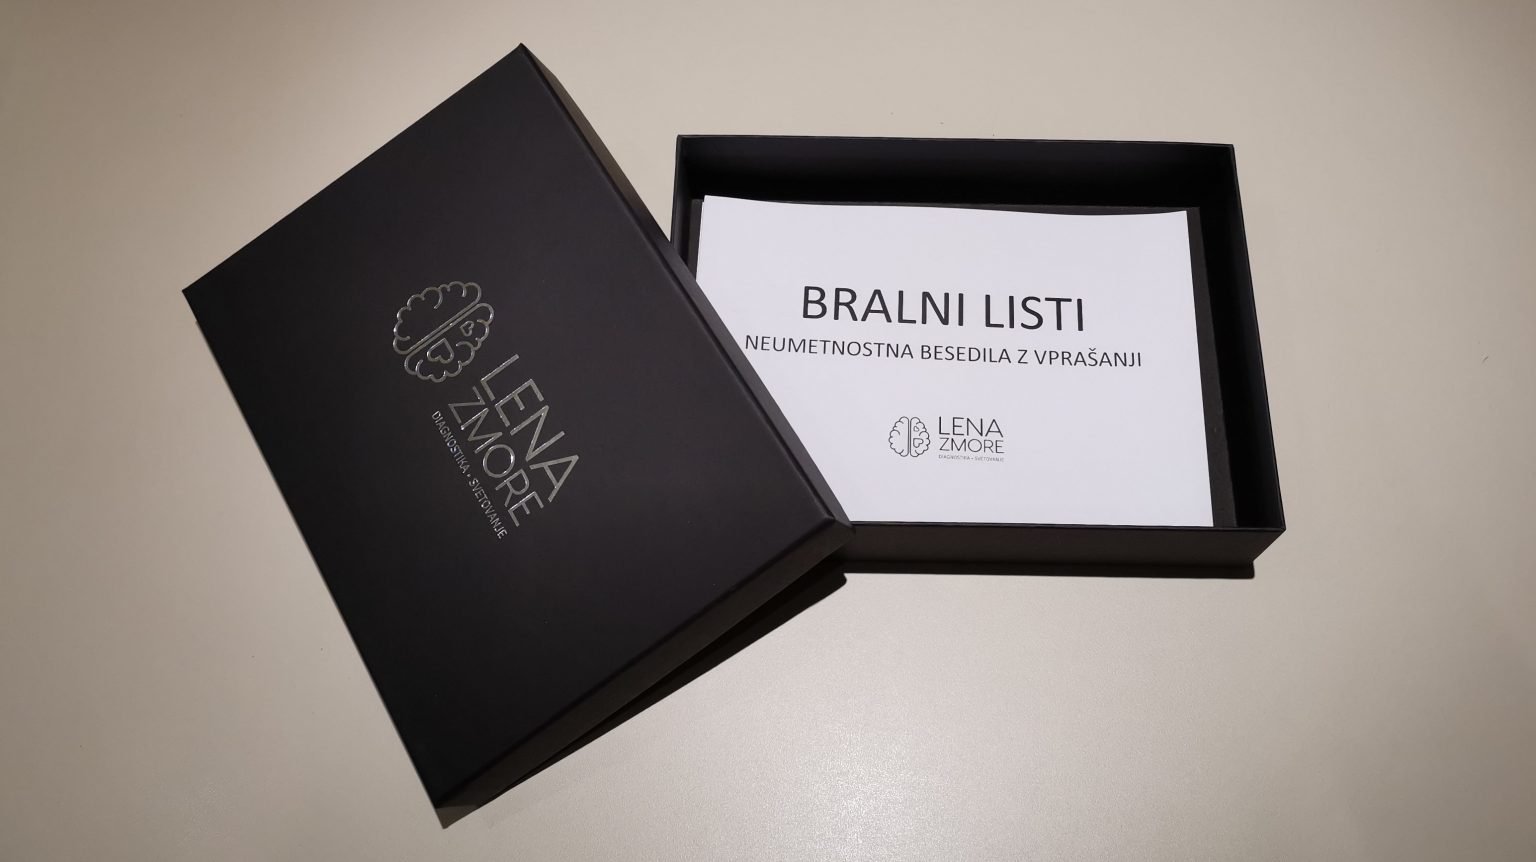 LENA
ZMORE
DIAGNOSTIKA • SVETOVANJE
BRALNI LISTI
NEUMETNOSTNA BESEDILA Z VPRAŠANJI
LENA
ZMORE
DIAGNOSTIKA • SVETOVANJE